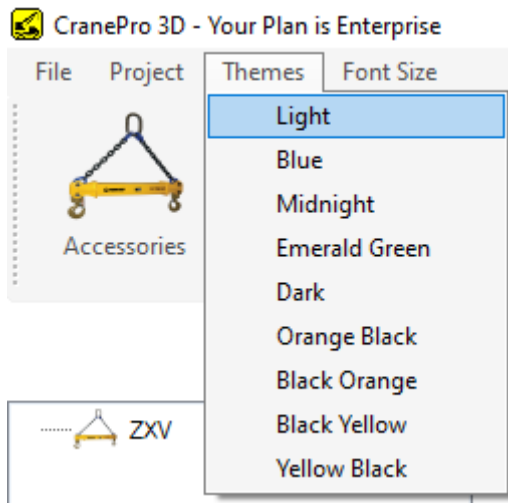 CranePro 3D - Your Plan is Enterprise
File Project Themes Font Size
Light
Blue
Midnight
Emerald Green
Dark
Orange Black
Black Orange
Black Yellow
Yellow Black
Accessories
ZXV